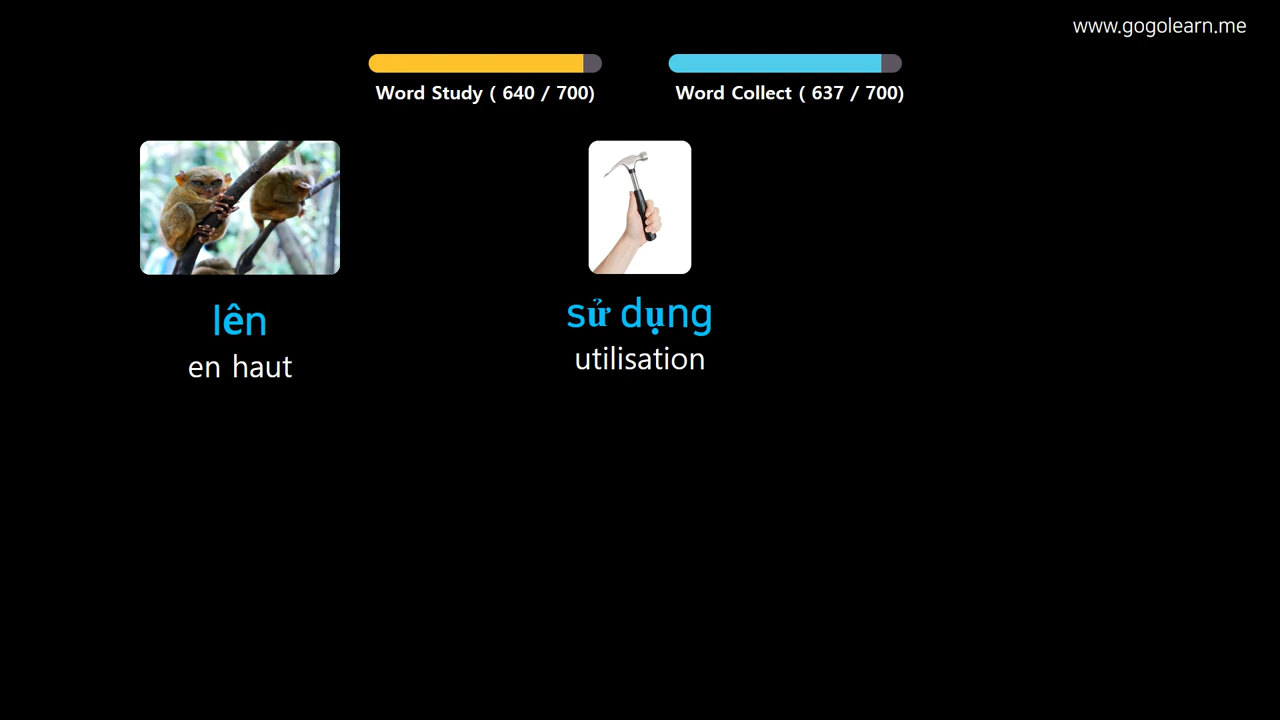 www.gogolearn.me
Word Study ( 640 / 700)
Word Collect ( 637 / 700)
lên
en haut
sử dụng
utilisation